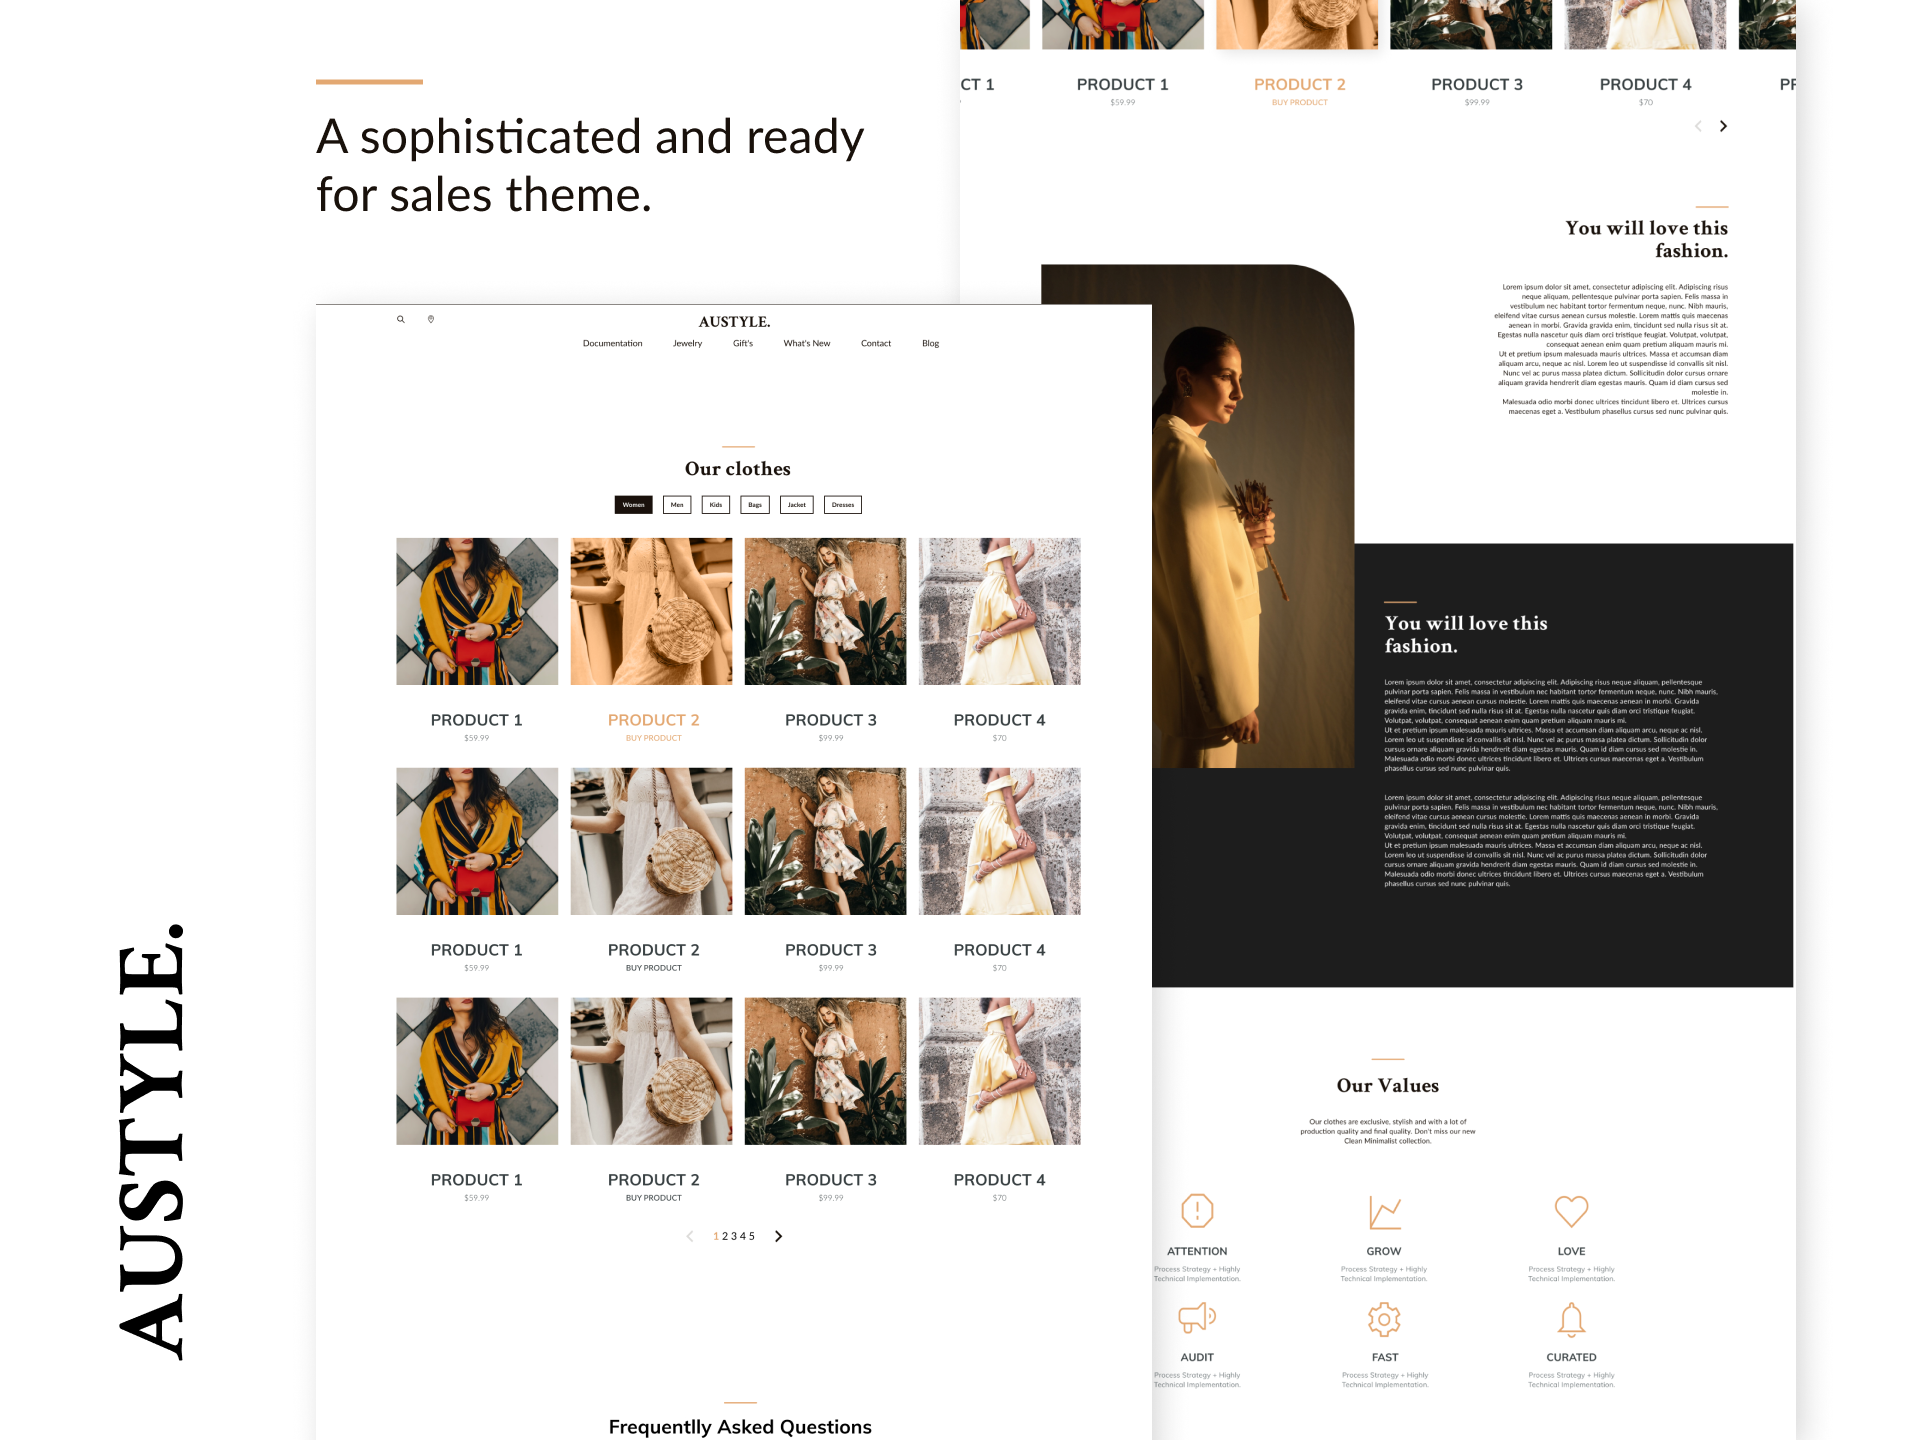 A sophisticated and ready
for sales theme.
AUSTYLE.
AUSTYLE.
Documentation Jewelry Gift's What's New Contact Blog
Our clothes
Women Men Kids Bags Jacket Dresses
PRODUCT 1 PRODUCT 2 PRODUCT 3 PRODUCT 4
$59.99 BUY PRODUCT $99.99 $70
PRODUCT 1 PRODUCT 2 PRODUCT 3 PRODUCT 4
$59.99 BUY PRODUCT $99.99 $70
PRODUCT 1 PRODUCT 2 PRODUCT 3 PRODUCT 4
$59.99 BUY PRODUCT $99.99 $70
1 2 3 4 5
Frequentlly Asked Questions
CT 1 PRODUCT 1 PRODUCT 2 PRODUCT 3 PRODUCT 4 PR
$59.99 BUY PRODUCT $99.99 $70
You will love this
fashion.
Lorem ipsum dolor sit amet, consectetur adipiscing elit. Adipiscing risus
neque aliquam, pellentesque pulvinar porta sapien. Felis massa in
vestibulum nec habitant tortor fermentum neque, nunc. Nibh mauris,
eleifend vitae cursus aenean cursus molestie. Lorem mattis quis maecenas
aenean in morbi. Gravida gravida enim, tincidunt sed nulla risus sit at.
Egestas nulla nascetur quis diam orci tristique feugiat. Volutpat, volutpat,
consequat aenean enim quam pretium aliquam mauris mi.
Ut et pretium ipsum malesuada mauris ultrices. Massa et accumsan diam
aliquam arcu, neque ac nisl. Lorem leo ut suspendisse id convallis sit nisl.
Nunc vel ac purus massa platea dictum. Sollicitudin dolor cursus ornare
aliquam gravida hendrerit diam egestas mauris. Quam id diam cursus sed
molestie in.
Malesuada odio morbi donec ultrices tincidunt libero et. Ultrices cursus
maecenas eget a. Vestibulum phasellus cursus sed nunc pulvinar quis.
You will love this
fashion.
Lorem ipsum dolor sit amet, consectetur adipiscing elit. Adipiscing risus neque aliquam, pellentesque
pulvinar porta sapien. Felis massa in vestibulum nec habitant tortor fermentum neque, nunc. Nibh mauris,
eleifend vitae cursus aenean cursus molestie. Lorem mattis quis maecenas aenean in morbi. Gravida
gravida enim, tincidunt sed nulla risus sit at. Egestas nulla nascetur quis diam orci tristique feugiat.
Volutpat, volutpat, consequat aenean enim quam pretium aliquam mauris mi.
Ut et pretium ipsum malesuada mauris ultrices. Massa et accumsan diam aliquam arcu, neque ac nisl.
Lorem leo ut suspendisse id convallis sit nisl. Nunc vel ac purus massa platea dictum. Sollicitudin dolor
cursus ornare aliquam gravida hendrerit diam egestas mauris. Quam id diam cursus sed molestie in.
Malesuada odio morbi donec ultrices tincidunt libero et. Ultrices cursus maecenas eget a. Vestibulum
phasellus cursus sed nunc pulvinar quis.
Lorem ipsum dolor sit amet, consectetur adipiscing elit. Adipiscing risus neque aliquam, pellentesque
pulvinar porta sapien. Felis massa in vestibulum nec habitant tortor fermentum neque, nunc. Nibh mauris,
eleifend vitae cursus aenean cursus molestie. Lorem mattis quis maecenas aenean in morbi. Gravida
gravida enim, tincidunt sed nulla risus sit at. Egestas nulla nascetur quis diam orci tristique feugiat.
Volutpat, volutpat, consequat aenean enim quam pretium aliquam mauris mi.
Ut et pretium ipsum malesuada mauris ultrices. Massa et accumsan diam aliquam arcu, neque ac nisl.
Lorem leo ut suspendisse id convallis sit nisl. Nunc vel ac purus massa platea dictum. Sollicitudin dolor
cursus ornare aliquam gravida hendrerit diam egestas mauris. Quam id diam cursus sed molestie in.
Malesuada odio morbi donec ultrices tincidunt libero et. Ultrices cursus maecenas eget a. Vestibulum
phasellus cursus sed nunc pulvinar quis.
Our Values
Our clothes are exclusive, stylish and with a lot of
production quality and final quality. Don't miss our new
Clean Minimalist collection.
ATTENTION GROW LOVE
Process Strategy + Highly Process Strategy + Highly Process Strategy + Highly
Technical Implementation. Technical Implementation. Technical Implementation.
AUDIT FAST CURATED
Process Strategy + Highly Process Strategy + Highly Process Strategy + Highly
Technical Implementation. Technical Implementation. Technical Implementation.